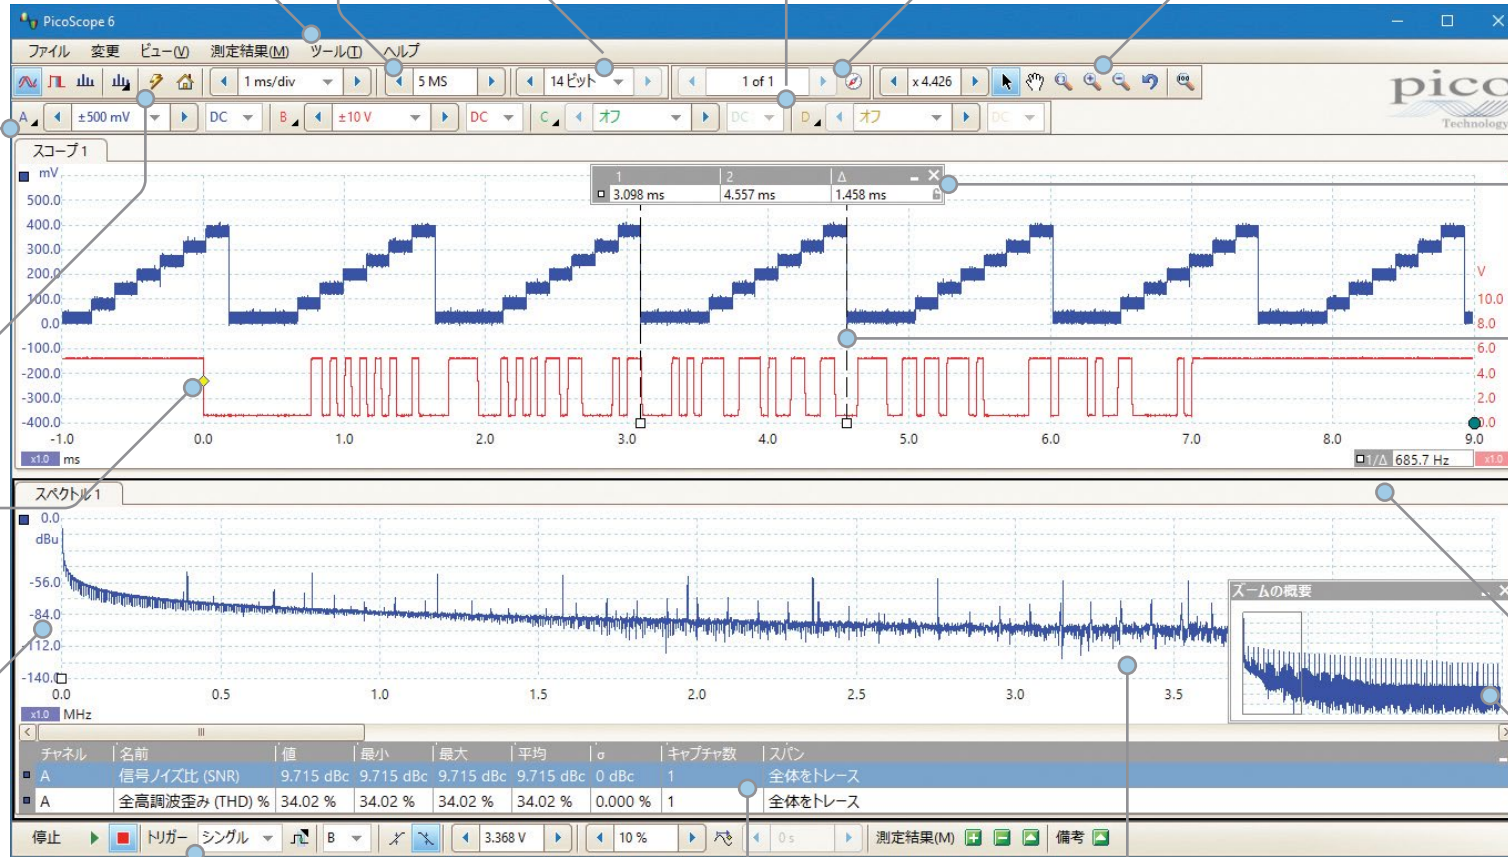 PicoScope 6
ファイル 変更 ビュー(V) 測定結果(M) ツール(T) ヘルプ
1 ms/div 5 MS 14ビット 1 of 1 x 4.426
pico
Technology
A ±500 mV DC B ±10 V DC C オフ DC D オフ DC
スコープ1
mV
1 2 Δ
3.098 ms 4.557 ms 1.458 ms
500.0
400.0
300.0
200.0
100.0
0.0
-100.0
-200.0
-300.0
-400.0
V
10.0
8.0
6.0
4.0
2.0
0.0
-1.0 0.0 1.0 2.0 3.0 4.0 5.0 6.0 7.0 8.0 9.0
x1.0 ms
1/Δ 685.7 Hz x1.0
スペクトル1
0.0
dBu
-56.0
-84.0
-112.0
-140.0
ズームの概要
0.0 0.5 1.0 1.5 2.0 2.5 3.0 3.5
x1.0 MHz
チャネル 名前 値 最小 最大 平均 σ キャプチャ数 スパン
A 信号ノイズ比 (SNR) 9.715 dBc 9.715 dBc 9.715 dBc 9.715 dBc 0 dBc 1 全体をトレース
A 全高調波歪み (THD) % 34.02 % 34.02 % 34.02 % 34.02 % 0.000 % 1 全体をトレース
停止 トリガー シングル B 3.368 V 10 % 0 s 測定結果(M) 備考